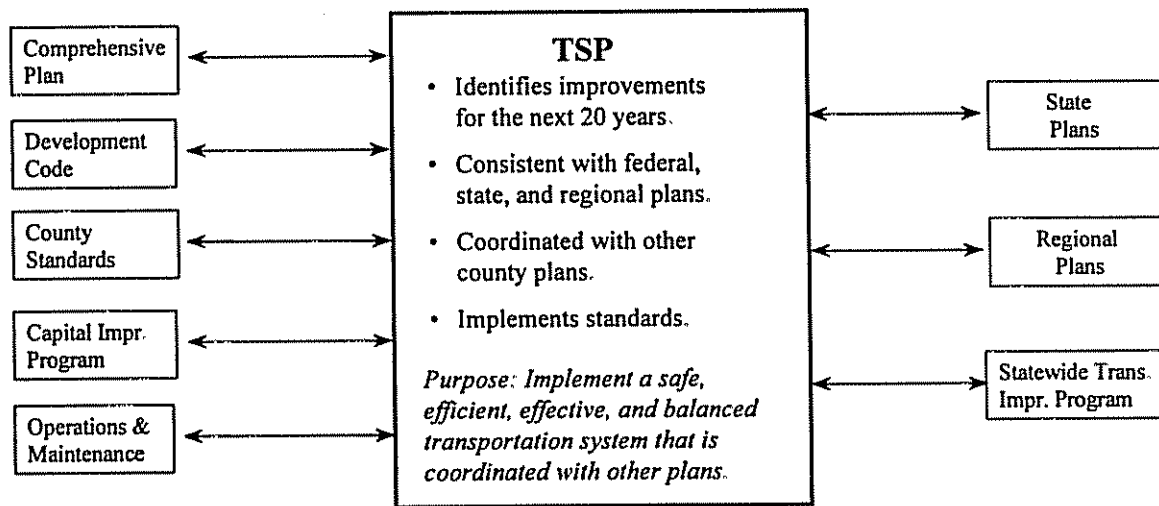 Comprehensive
Plan
Development
Code
County
Standards
Capital Impr.
Program
Operations &
Maintenance
TSP
• Identifies improvements
for the next 20 years.
• Consistent with federal,
state, and regional plans.
• Coordinated with other
county plans.
• Implements standards.
Purpose: Implement a safe,
efficient, effective, and balanced
transportation system that is
coordinated with other plans.
State
Plans
Regional
Plans
Statewide Trans.
Impr. Program